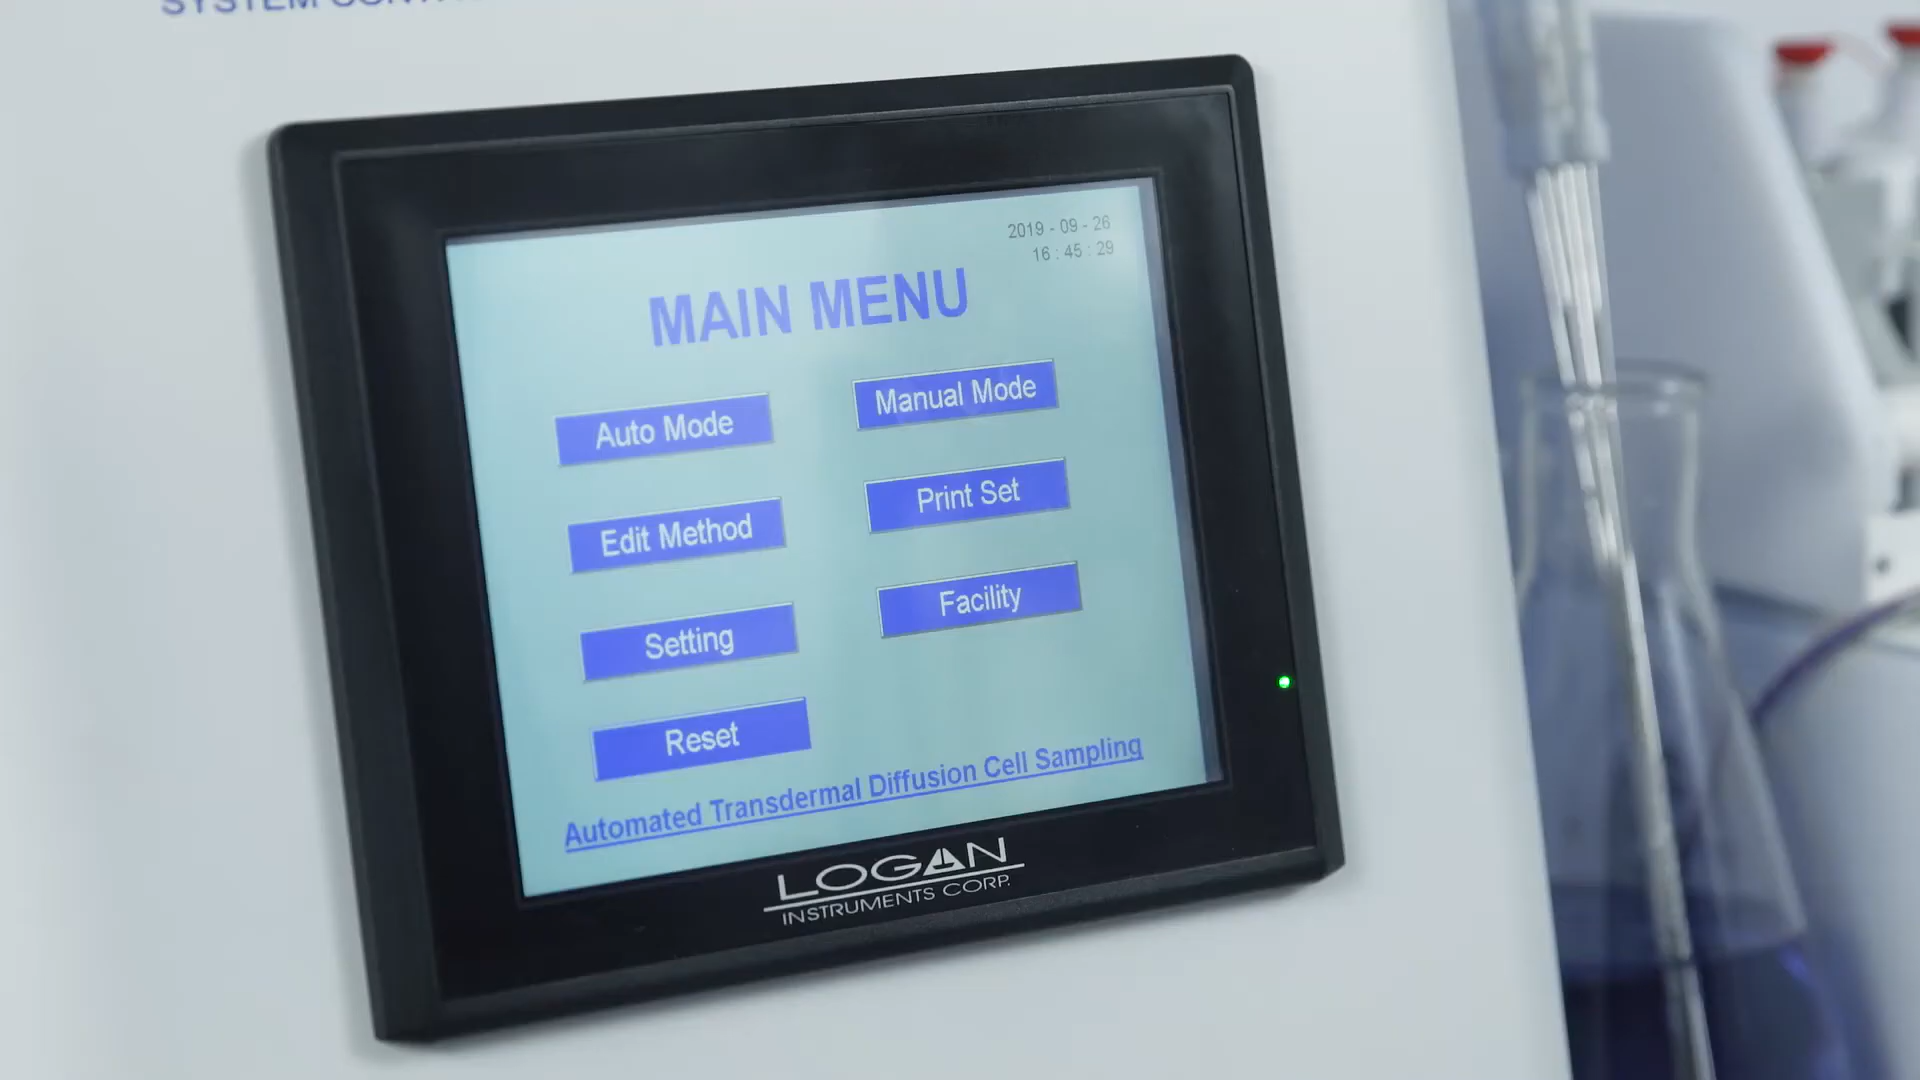 SYSTEM
2019 - 09 - 26
16 : 45 : 29
MAIN MENU
Auto Mode
Manual Mode
Edit Method
Print Set
Setting
Facility
Reset
Automated Transdermal Diffusion Cell Sampling
LOGAN
INSTRUMENTS CORP.